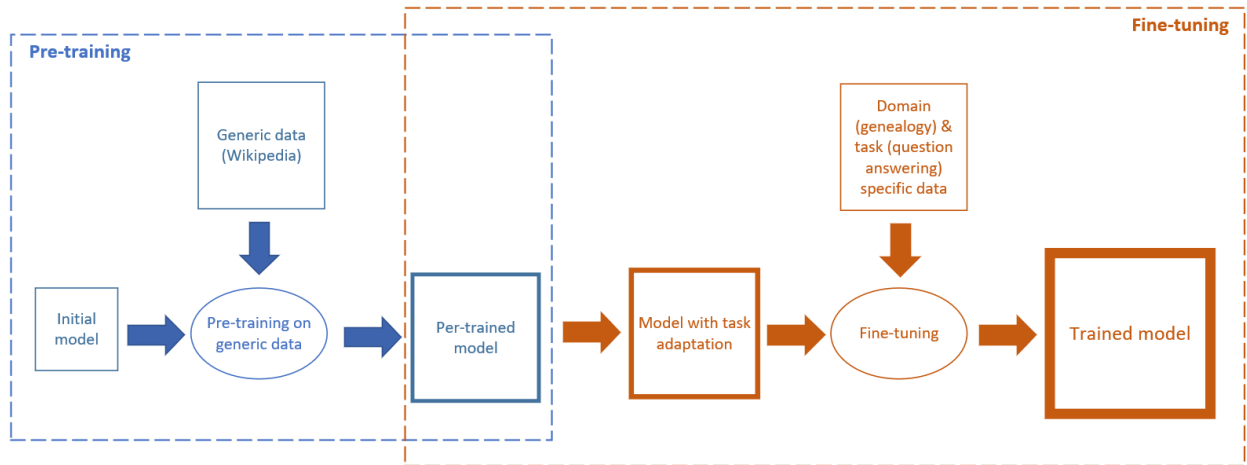 Fine-tuning
Pre-training
Generic data
(Wikipedia)
Domain
(genealogy) &
task (question
answering)
specific data
Initial
model
Pre-training on
generic data
Per-trained
model
Model with task
adaptation
Fine-tuning
Trained model